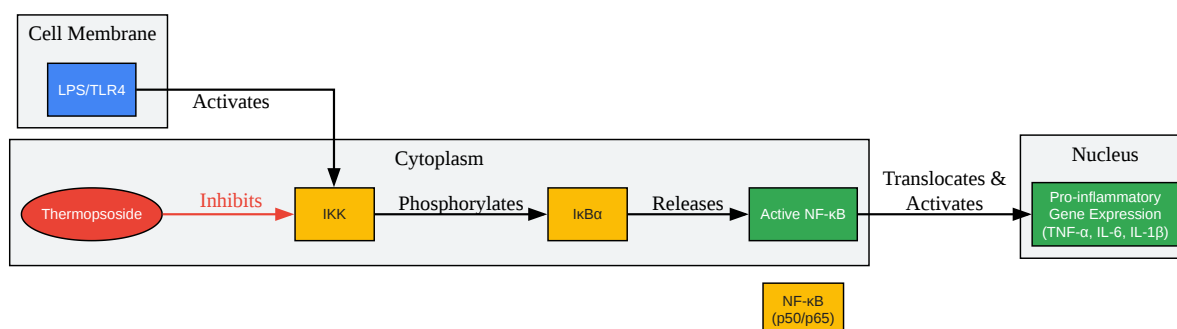 Cell Membrane
LPS/TLR4
Activates
Cytoplasm
Thermopsoside
Inhibits
IKK
Phosphorylates
IκBα
Releases
Active NF-κB
Translocates &
Activates
Nucleus
Pro-inflammatory
Gene Expression
(TNF-α, IL-6, IL-1β)
NF-κB
(p50/p65)